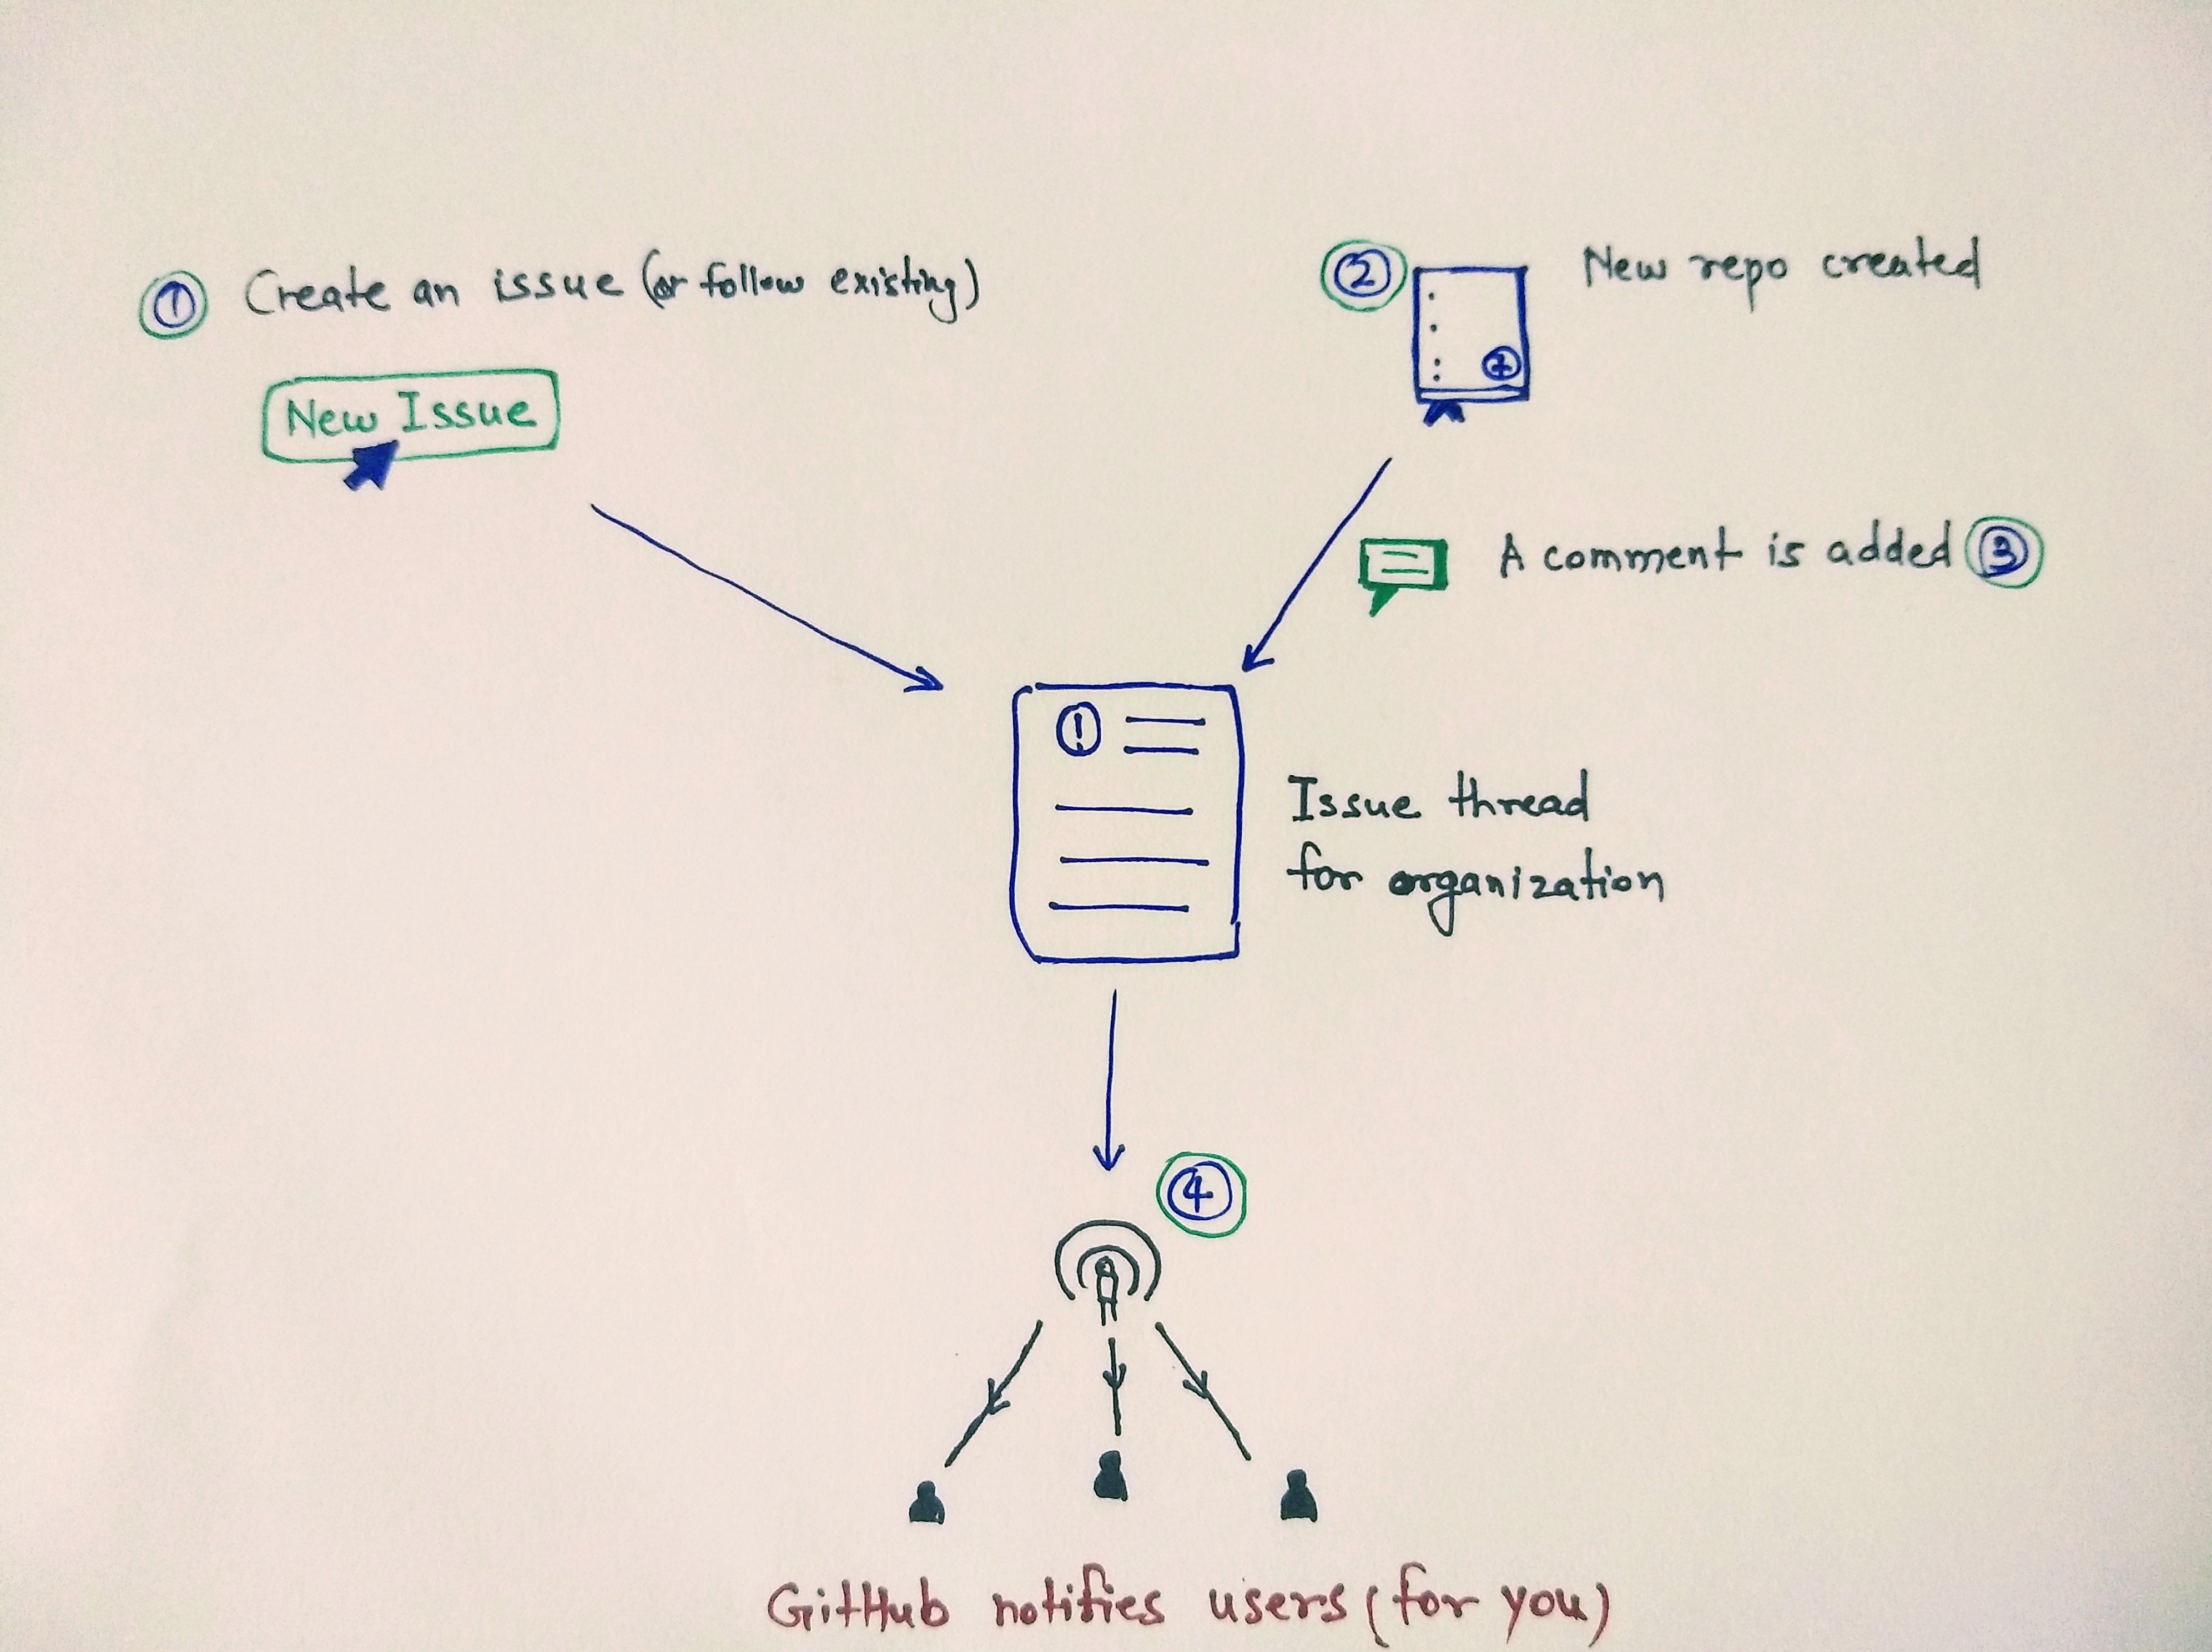 1 Create an issue (or follow existing)
New Issue
2 New repo created
A comment is added 3
Issue thread
for organization
4
GitHub notifies users (for you)